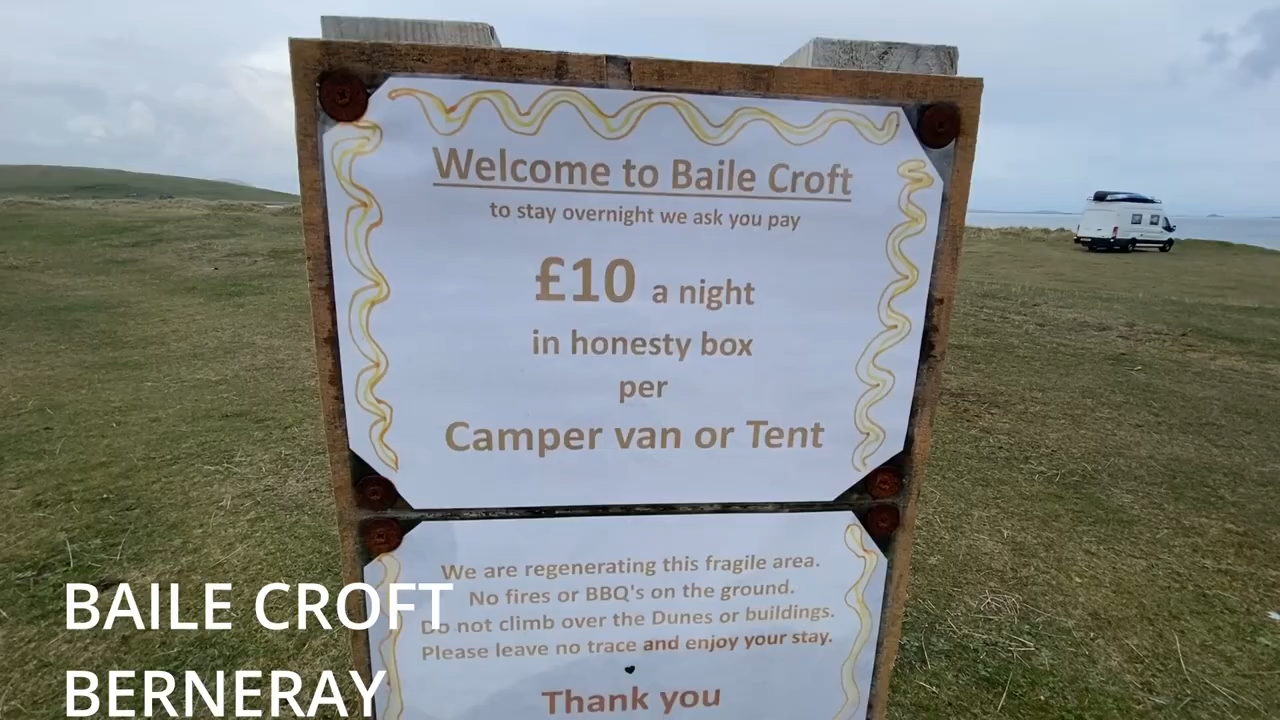 Welcome to Baile Croft
to stay overnight we ask you pay
£10 a night
in honesty box
per
Camper van or Tent
We are regenerating this fragile area.
No fires or BBQ's on the ground.
Do not climb over the Dunes or buildings.
Please leave no trace and enjoy your stay.
Thank you
BAILE CROFT
BERNERAY